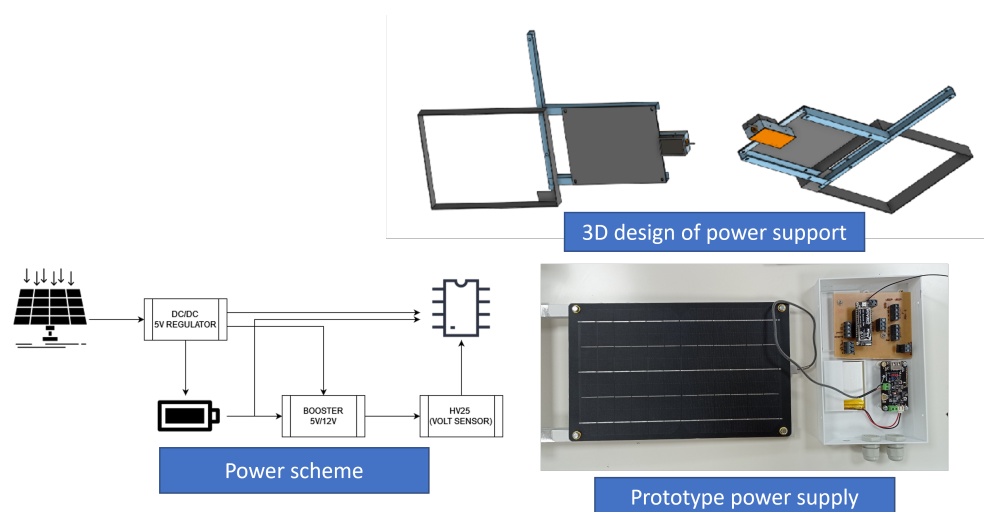 3D design of power support
DC/DC
5V REGULATOR
BOOSTER
5V/12V
HV25
(VOLT SENSOR)
Power scheme
Prototype power supply